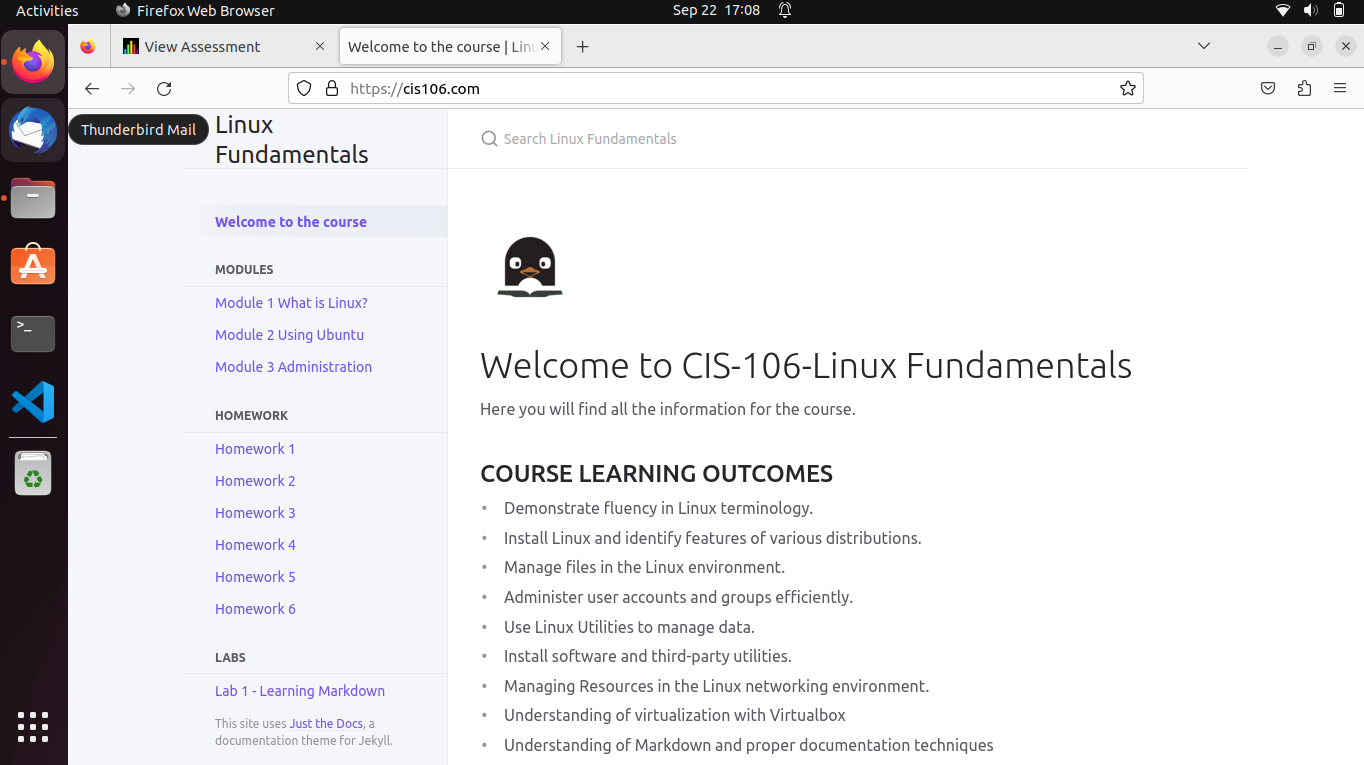 Activities
Firefox Web Browser
Sep 22 17:08
View Assessment
Welcome to the course | Linu
https://cis106.com
Thunderbird Mail
Linux
Fundamentals
Search Linux Fundamentals
Welcome to the course
MODULES
Module 1 What is Linux?
Module 2 Using Ubuntu
Module 3 Administration
HOMEWORK
Homework 1
Homework 2
Homework 3
Homework 4
Homework 5
Homework 6
LABS
Lab 1 - Learning Markdown
This site uses Just the Docs, a
documentation theme for Jekyll.
Welcome to CIS-106-Linux Fundamentals
Here you will find all the information for the course.
COURSE LEARNING OUTCOMES
• Demonstrate fluency in Linux terminology.
• Install Linux and identify features of various distributions.
• Manage files in the Linux environment.
• Administer user accounts and groups efficiently.
• Use Linux Utilities to manage data.
• Install software and third-party utilities.
• Managing Resources in the Linux networking environment.
• Understanding of virtualization with Virtualbox
• Understanding of Markdown and proper documentation techniques